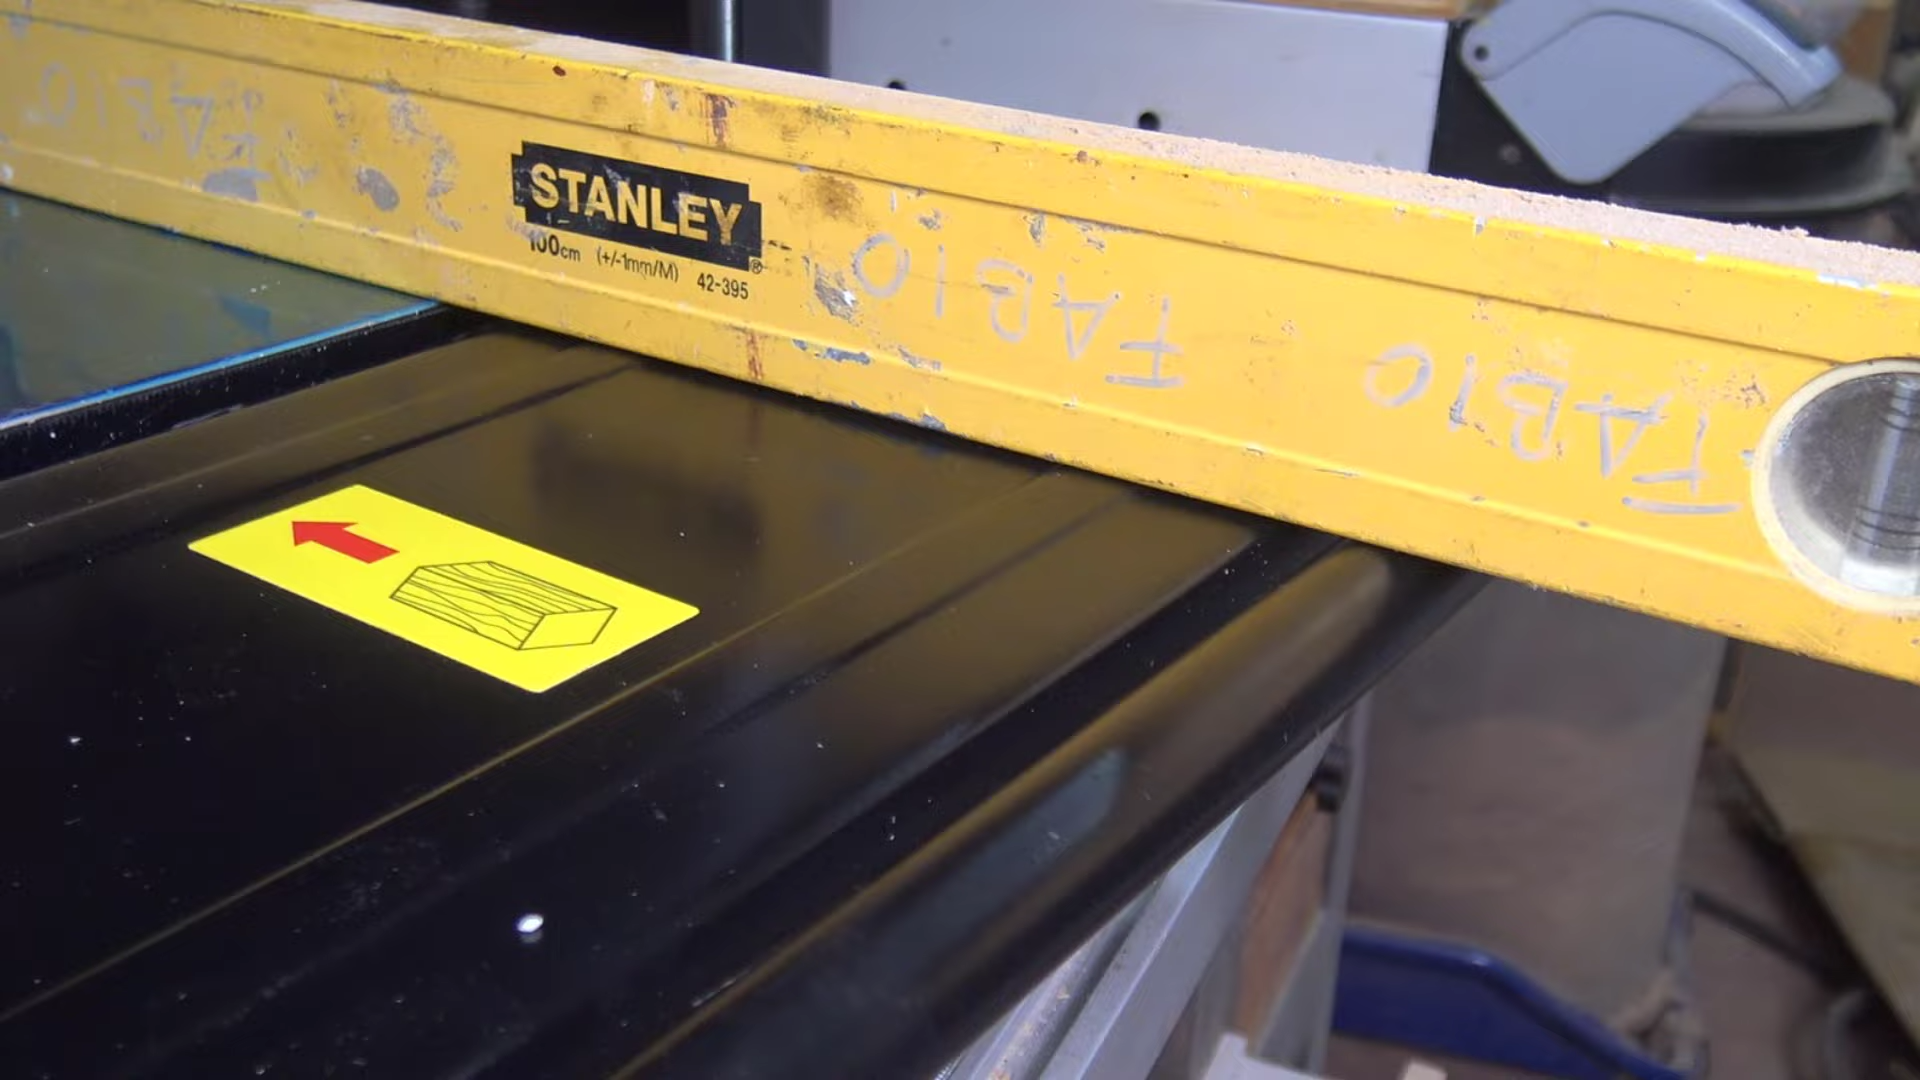 STANLEY
100cm (+/-1mm/M) 42-395
FABIO
FABIO
FABIO